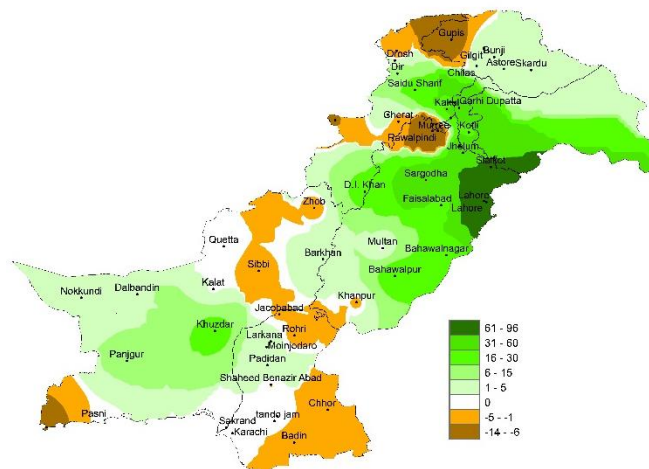 Gupis
Drosh
Gilgit
Bunji
Dir
Astore
Skardu
Chilas
Saidu Sharif
Kakul
Garhi Dupatta
Cherat
Murree
Kotli
Rawalpindi
Jhelum
Sialkot
Sargodha
D.I. Khan
Lahore
Faisalabad
Lahore
Zhob
Quetta
Multan
Barkhan
Bahawalnagar
Sibbi
Bahawalpur
Kalat
Dalbandin
Nokkundi
Khanpur
Jacobabad
Khuzdar
Rohri
Larkana
Moinjodaro
Panjgur
Padidan
Shaheed Benazir Abad
Chhor
Pasni
tando jam
Sakrand
Karachi
Badin
61 - 96
31 - 60
16 - 30
6 - 15
1 - 5
0
-5 - -1
-14 - -6